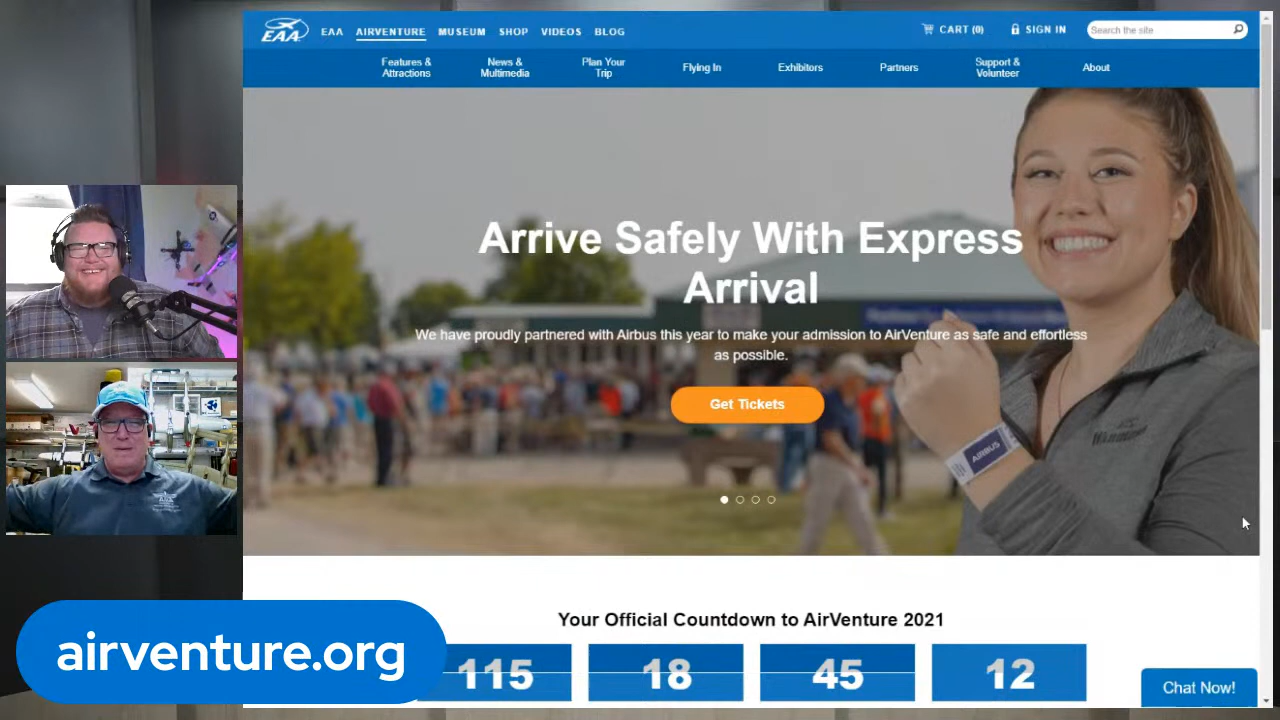 EAA
EAA AIRVENTURE MUSEUM SHOP VIDEOS BLOG
CART (0) SIGN IN Search the site
Features & Attractions
News & Multimedia
Plan Your Trip
Flying In
Exhibitors
Partners
Support & Volunteer
About
Arrive Safely With Express
Arrival
We have proudly partnered with Airbus this year to make your admission to AirVenture as safe and effortless
as possible.
Get Tickets
AIRBUS
Your Official Countdown to AirVenture 2021
115 18 45 12
Chat Now!
airventure.org